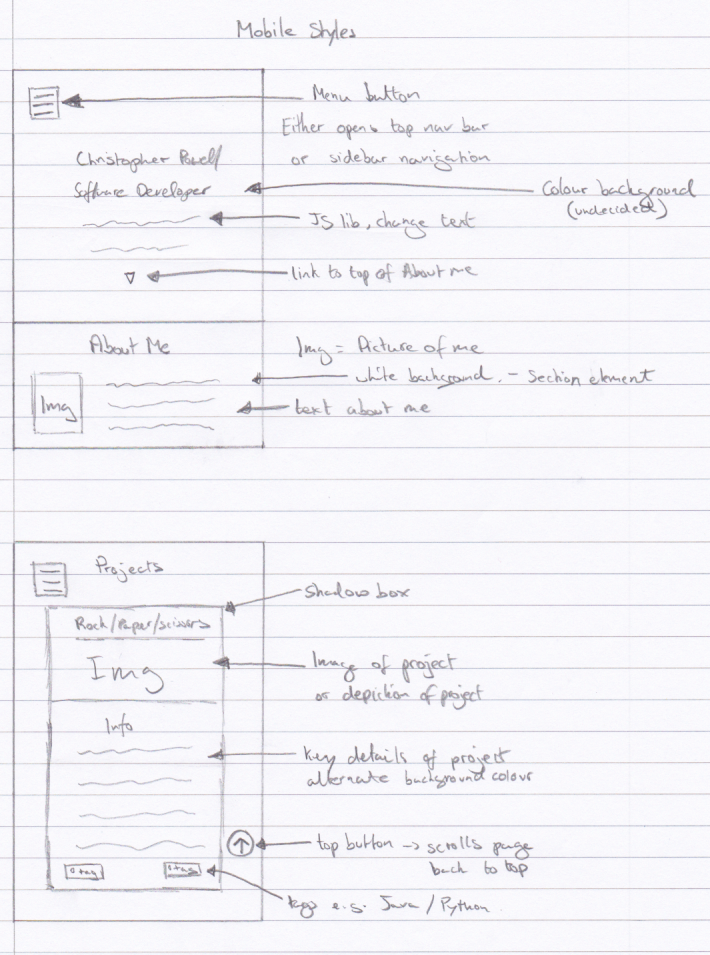 Mobile Styles
Menu button
Either opens top nav bar
or sidebar navigation
Christopher Powell
Software Developer
Colour background
(undecided)
JS lib, change text
link to top of About me
About Me
Img = Picture of me
white background. - Section element
Img
text about me
Projects
Shadow box
Rock/Paper/scissors
Img
Image of project
or depiction of project
Info
key details of project
alternate background colour
top button → scrolls page
back to top
tags e.g. Java / Python